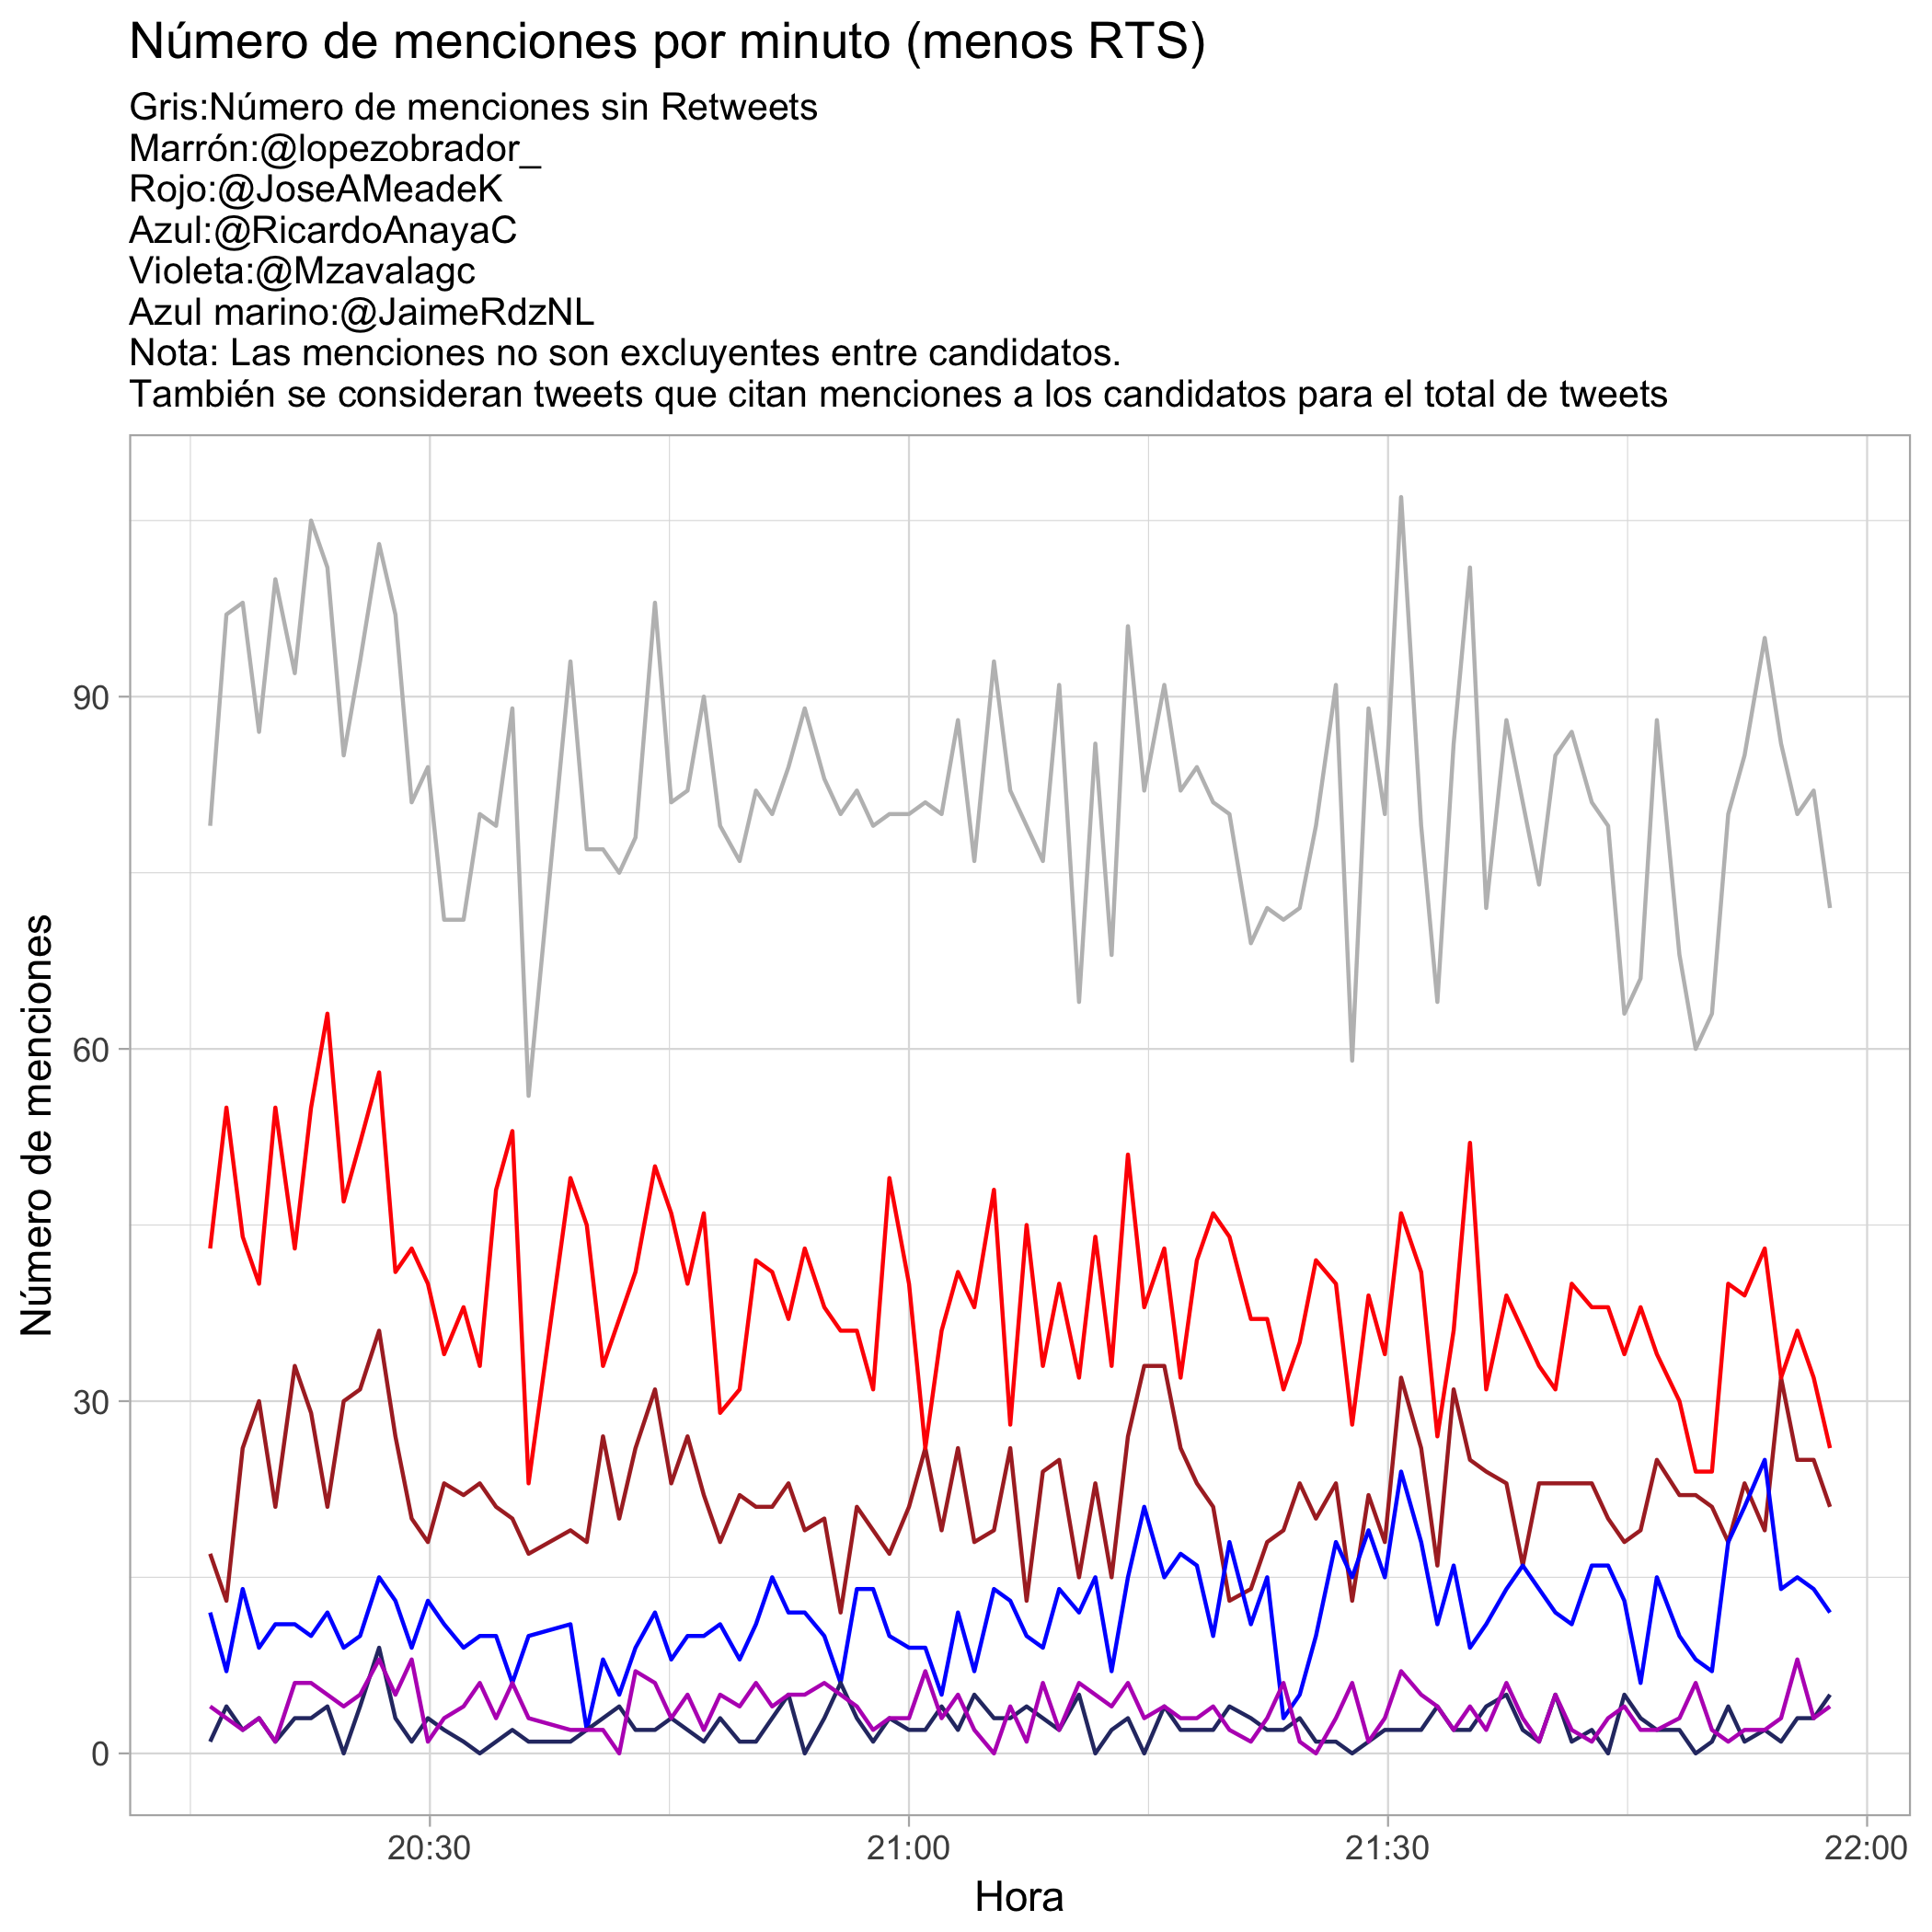 Número de menciones por minuto (menos RTS)
Gris:Número de menciones sin Retweets
Marrón:@lopezobrador_
Rojo:@JoseAMeadeK
Azul:@RicardoAnayaC
Violeta:@Mzavalagc
Azul marino:@JaimeRdzNL
Nota: Las menciones no son excluyentes entre candidatos.
También se consideran tweets que citan menciones a los candidatos para el total de tweets
Número de menciones
90
60
30
0
20:30
21:00
21:30
22:00
Hora